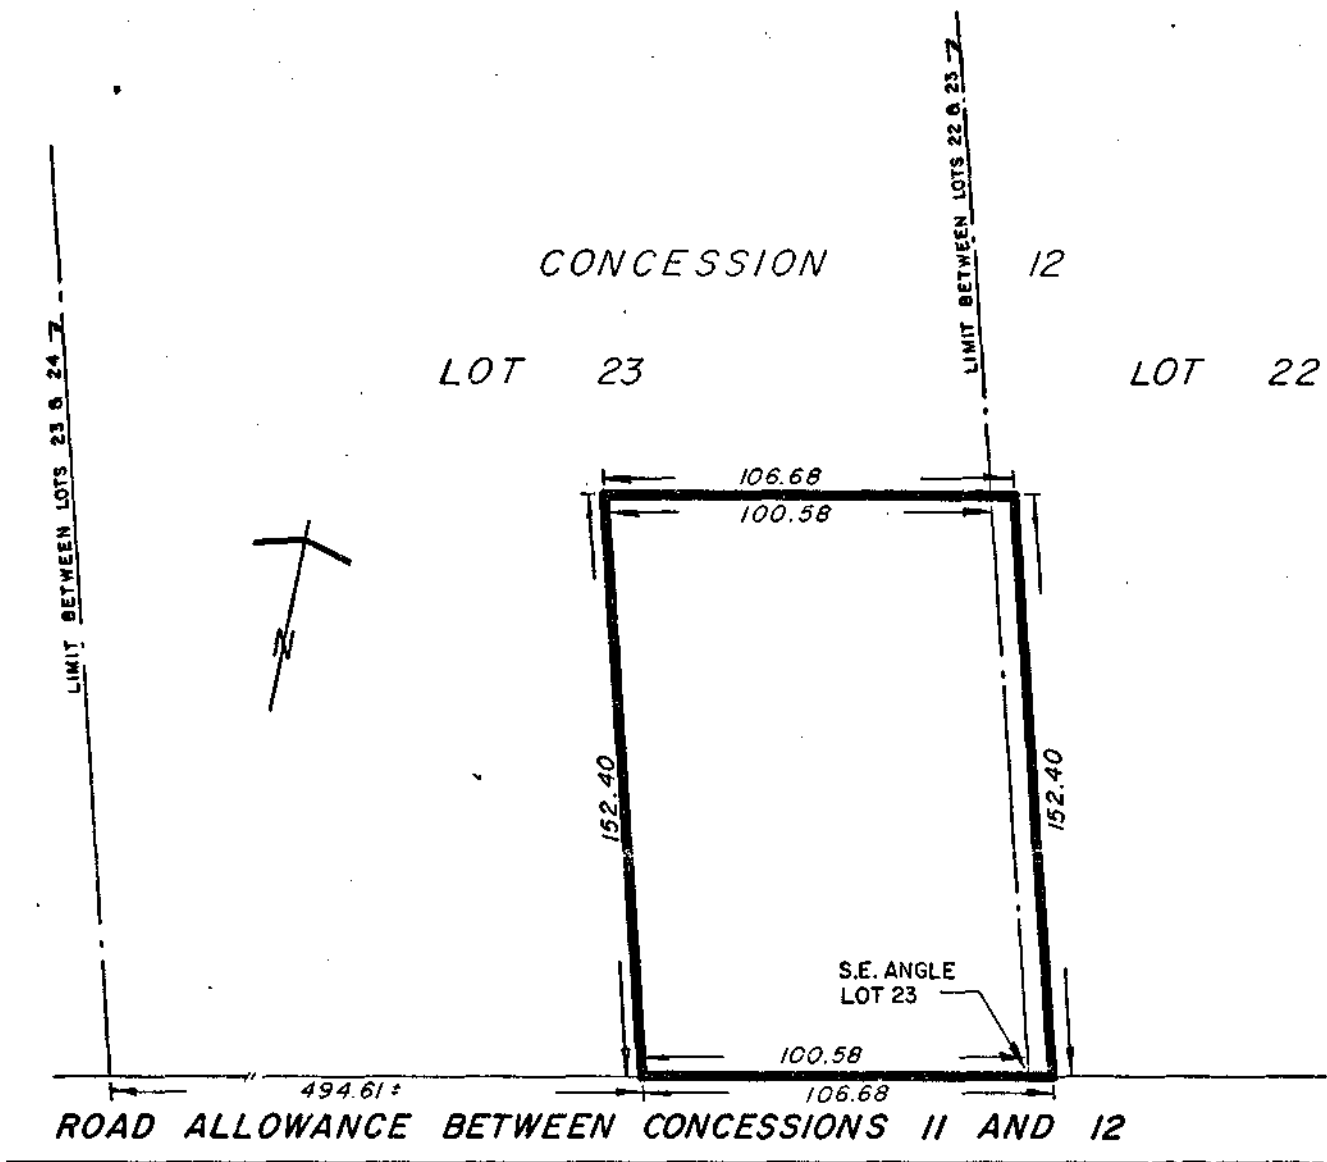 LIMIT BETWEEN LOTS 22 & 23
CONCESSION 12
LIMIT BETWEEN LOTS 23 & 24
LOT 23 LOT 22
106.68
100.58
N
152.40
152.40
S.E. ANGLE
LOT 23
100.58
494.61 ±
106.68
ROAD ALLOWANCE BETWEEN CONCESSIONS 11 AND 12